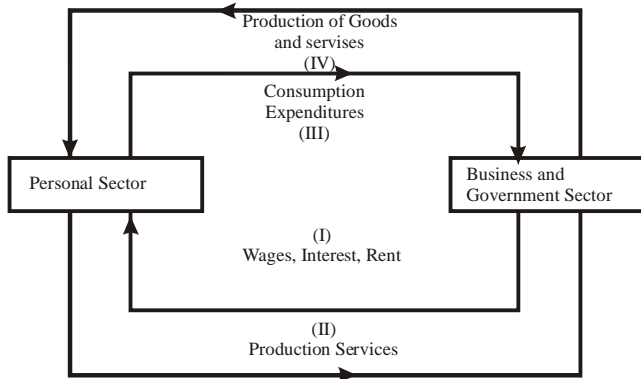 Production of Goods
and servises
(IV)
Consumption
Expenditures
(III)
Personal Sector
Business and
Government Sector
(I)
Wages, Interest, Rent
(II)
Production Services